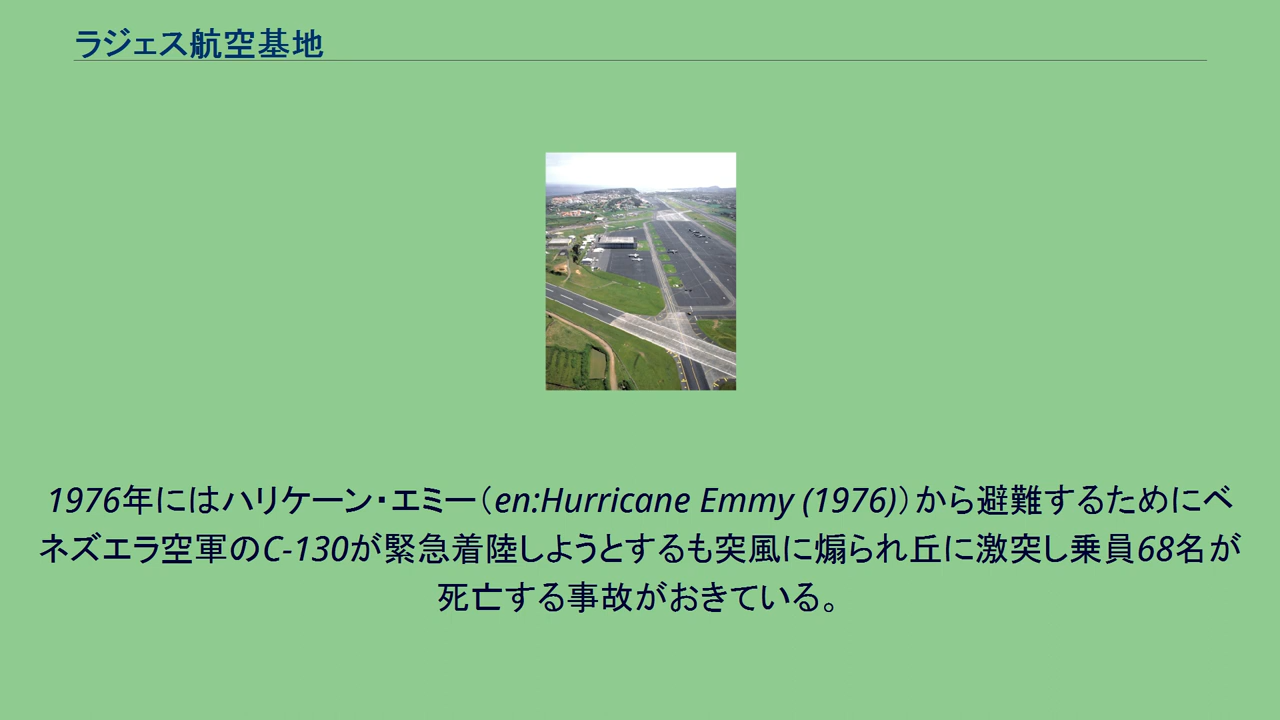 ラジェス航空基地
1976年にはハリケーン・エミー（en:Hurricane Emmy (1976)）から避難するためにベ
ネズエラ空軍のC-130が緊急着陸しようとするも突風に煽られ丘に激突し乗員68名が
死亡する事故がおきている。